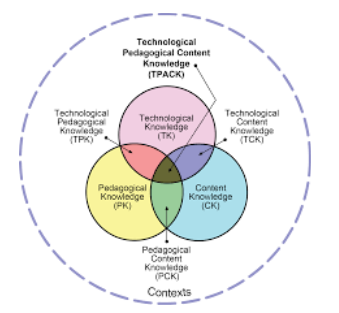 Technological
Pedagogical Content
Knowledge
(TPACK)
Technological
Pedagogical
Knowledge
(TPK)
Technological
Knowledge
(TK)
Technological
Content
Knowledge
(TCK)
Pedagogical
Knowledge
(PK)
Content
Knowledge
(CK)
Pedagogical
Content
Knowledge
(PCK)
Contexts